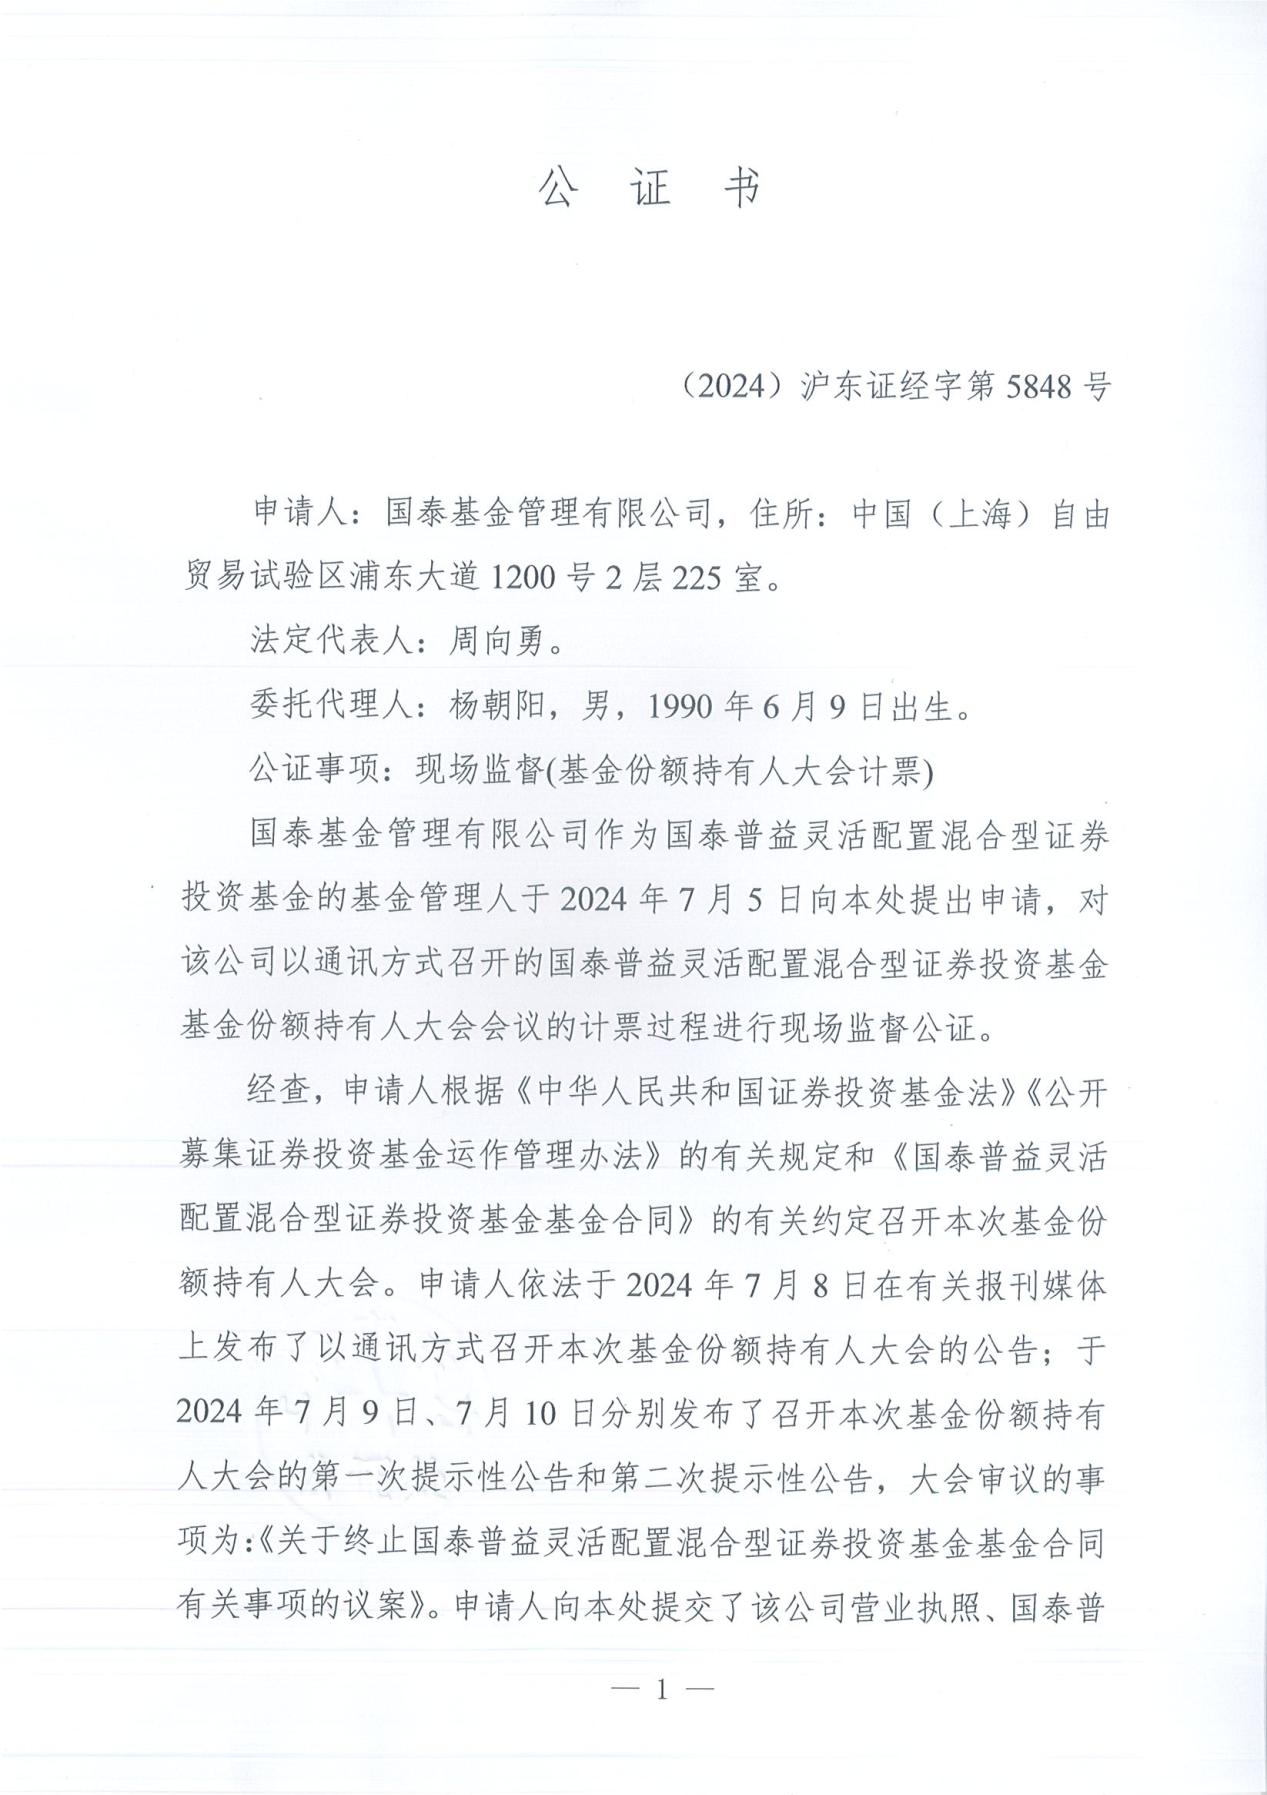 公证书
（2024）沪东证经字第 5848 号
申请人：国泰基金管理有限公司，住所：中国（上海）自由
贸易试验区浦东大道 1200 号 2 层 225 室。
法定代表人：周向勇。
委托代理人：杨朝阳，男，1990 年 6 月 9 日出生。
公证事项：现场监督(基金份额持有人大会计票)
国泰基金管理有限公司作为国泰普益灵活配置混合型证券
投资基金的基金管理人于 2024 年 7 月 5 日向本处提出申请，对
该公司以通讯方式召开的国泰普益灵活配置混合型证券投资基金
基金份额持有人大会会议的计票过程进行现场监督公证。
经查，申请人根据《中华人民共和国证券投资基金法》《公开
募集证券投资基金运作管理办法》的有关规定和《国泰普益灵活
配置混合型证券投资基金基金合同》的有关约定召开本次基金份
额持有人大会。申请人依法于 2024 年 7 月 8 日在有关报刊媒体
上发布了以通讯方式召开本次基金份额持有人大会的公告；于
2024 年 7 月 9 日、7 月 10 日分别发布了召开本次基金份额持有
人大会的第一次提示性公告和第二次提示性公告，大会审议的事
项为：《关于终止国泰普益灵活配置混合型证券投资基金基金合同
有关事项的议案》。申请人向本处提交了该公司营业执照、国泰普
— 1 —